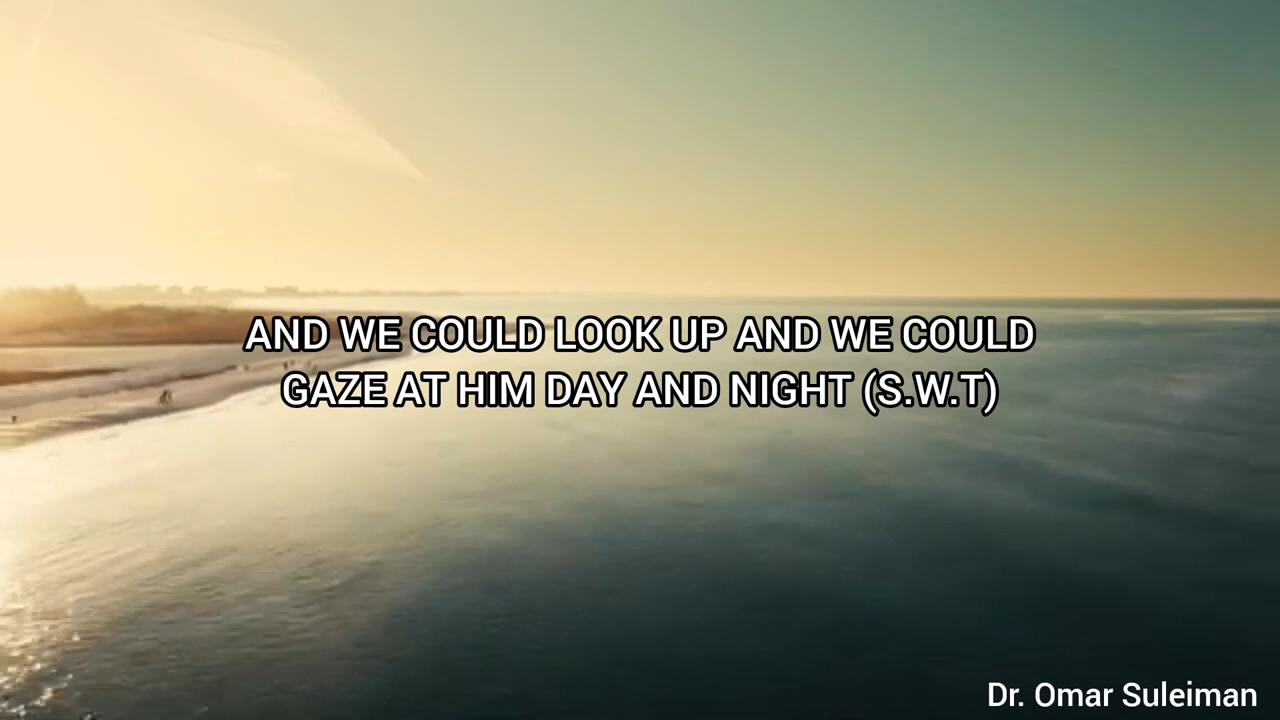 AND WE COULD LOOK UP AND WE COULD
GAZE AT HIM DAY AND NIGHT (S.W.T)
Dr. Omar Suleiman